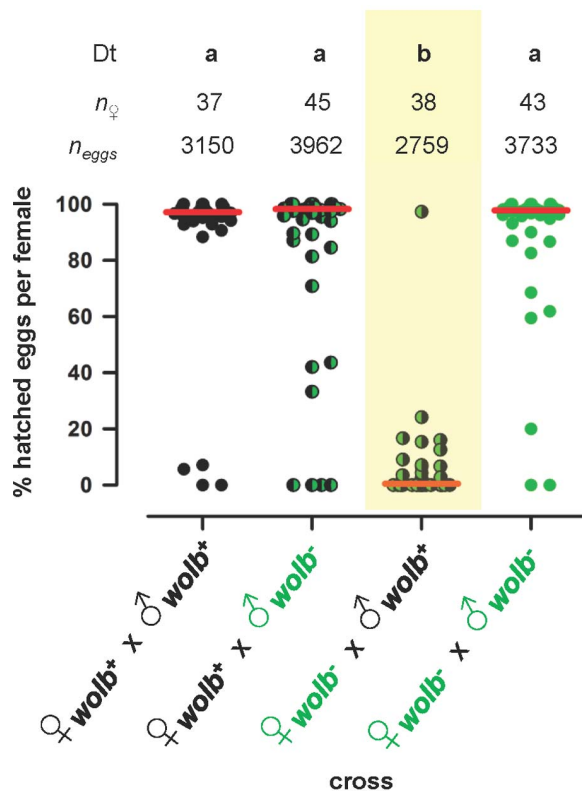 Dt a a b a
n♀ 37 45 38 43
neggs 3150 3962 2759 3733
% hatched eggs per female
100
80
60
40
20
0
♀ wolb+ x ♂ wolb+
♀ wolb+ x ♂ wolb-
♀ wolb- x ♂ wolb+
♀ wolb- x ♂ wolb-
cross